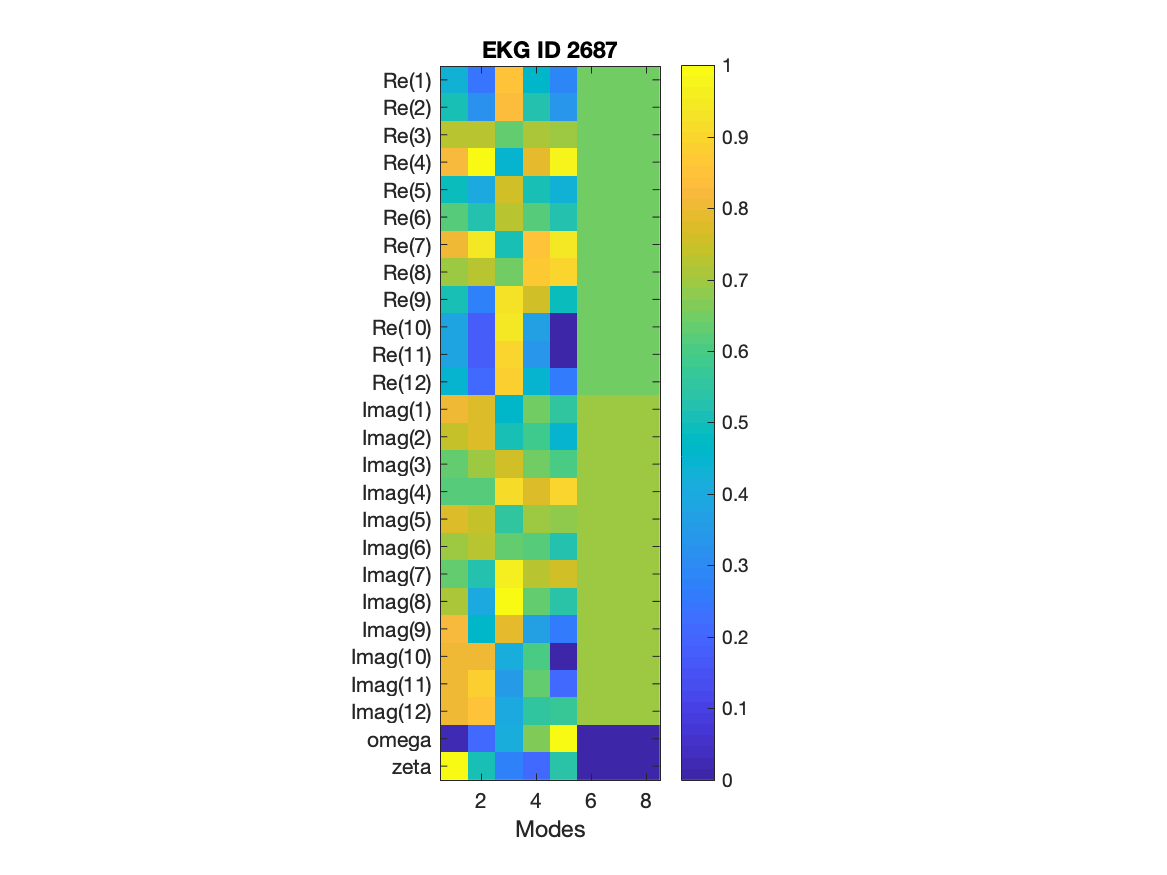 EKG ID 2687
Re(1)
Re(2)
Re(3)
Re(4)
Re(5)
Re(6)
Re(7)
Re(8)
Re(9)
Re(10)
Re(11)
Re(12)
Imag(1)
Imag(2)
Imag(3)
Imag(4)
Imag(5)
Imag(6)
Imag(7)
Imag(8)
Imag(9)
Imag(10)
Imag(11)
Imag(12)
omega
zeta
2 4 6 8
Modes
1
0.9
0.8
0.7
0.6
0.5
0.4
0.3
0.2
0.1
0